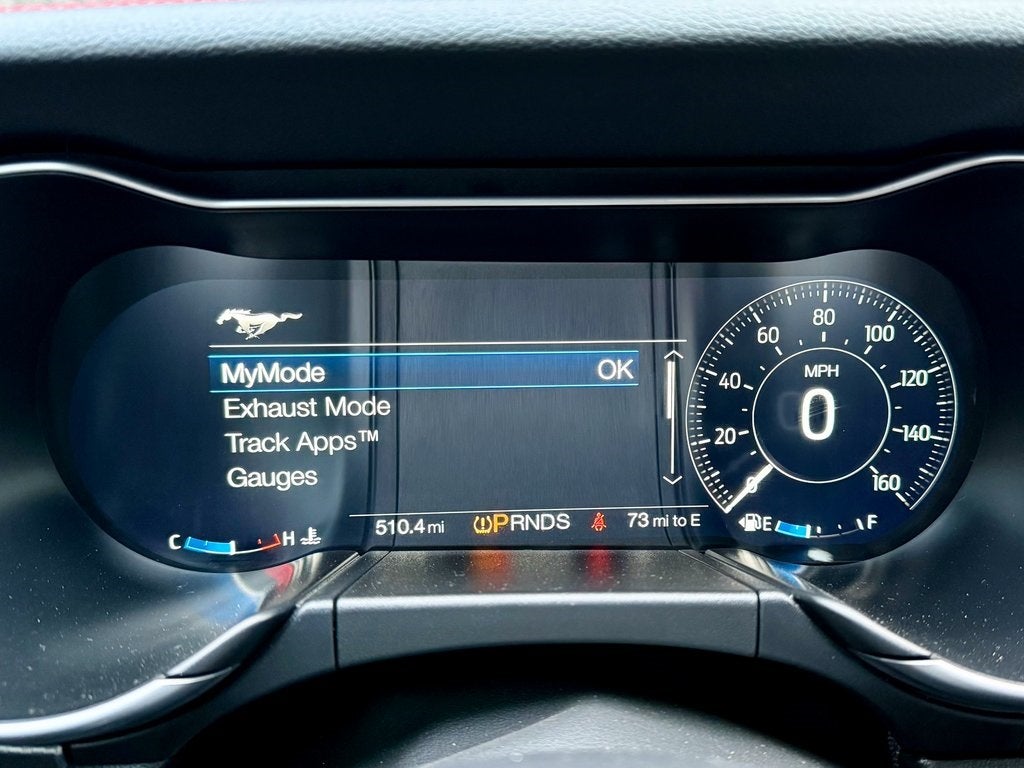 MyMode OK
Exhaust Mode
Track Apps™
Gauges
C H
510.4 mi
PRNDS
73 mi to E
0 20 40 60 80 100 120 140 160
MPH
0
E F